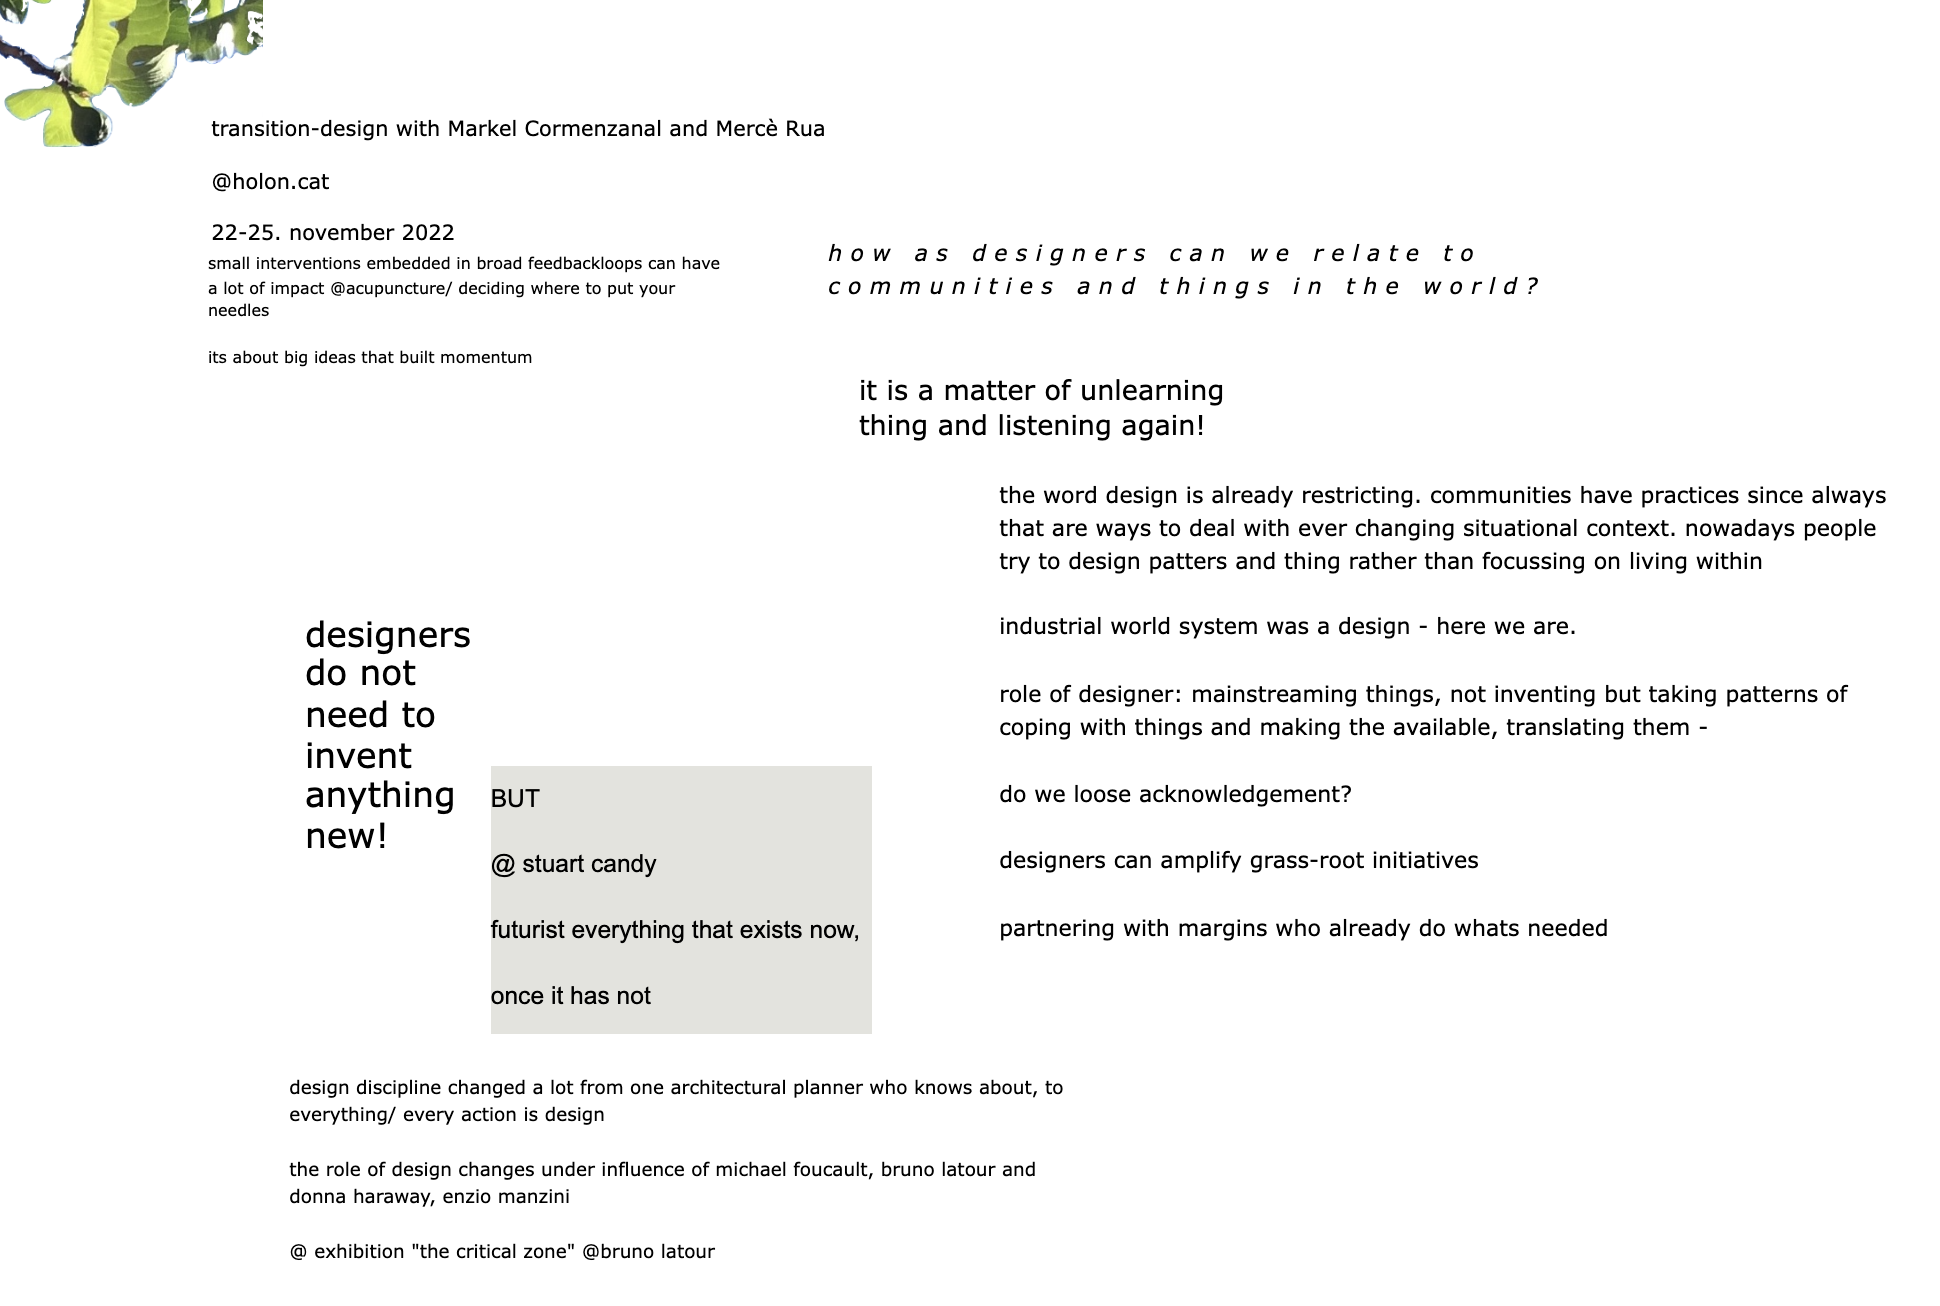 transition-design with Markel Cormenzanal and Mercè Rua
@holon.cat
22-25. november 2022
small interventions embedded in broad feedbackloops can have
a lot of impact @acupuncture/ deciding where to put your
needles
its about big ideas that built momentum
how as designers can we relate to
communities and things in the world?
it is a matter of unlearning
thing and listening again!
the word design is already restricting. communities have practices since always
that are ways to deal with ever changing situational context. nowadays people
try to design patters and thing rather than focussing on living within
industrial world system was a design - here we are.
role of designer: mainstreaming things, not inventing but taking patterns of
coping with things and making the available, translating them -
do we loose acknowledgement?
designers can amplify grass-root initiatives
partnering with margins who already do whats needed
designers
do not
need to
invent
anything
new!
BUT
@ stuart candy
futurist everything that exists now,
once it has not
design discipline changed a lot from one architectural planner who knows about, to
everything/ every action is design
the role of design changes under influence of michael foucault, bruno latour and
donna haraway, enzio manzini
@ exhibition "the critical zone" @bruno latour